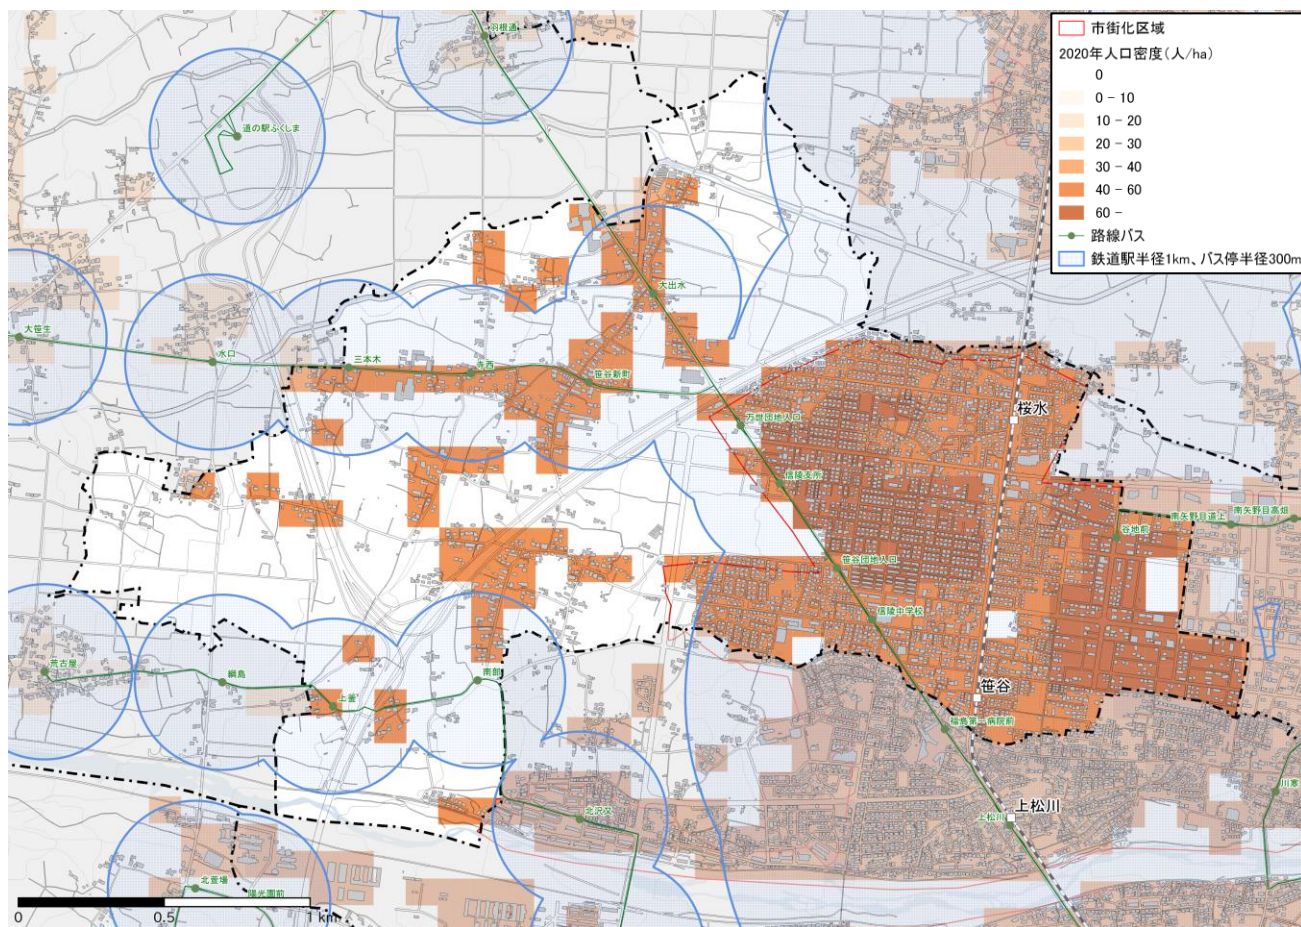 市街化区域
2020年人口密度(人/ha)
0
0 - 10
10 - 20
20 - 30
30 - 40
40 - 60
60 -
路線バス
鉄道駅半径1km、バス停半径300m
羽根通
道の駅ふくしま
大笹生
水口
三本木
寺西
笹谷新町
大出水
万世団地入口
信陵支所
笹谷団地入口
信陵中学校
桜水
谷地前
南矢野目道上
南矢野目高畑
荒古屋
綱島
上釜
南部
笹谷
福島第一病院前
上松川
上松川
北沢又
川寒
北萱場
陽光園前
0
0.5
1 km